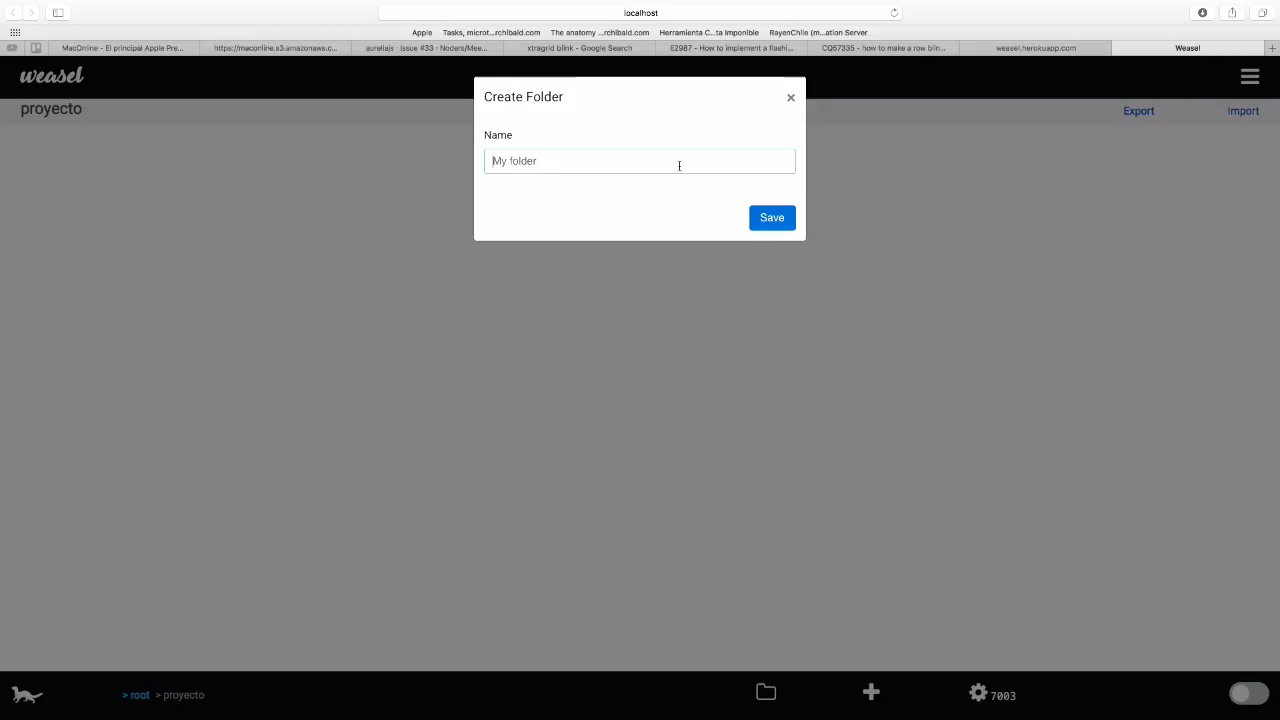 localhost
Apple Tasks, microt...rchibald.com The anatomy ...rchibald.com Herramienta C...ta Imponible RayenChile (m...ation Server
MacOnline - El principal Apple Pre... https://maconline.s3.amazonaws.c... aureliajs · Issue #33 · Noders/Mee... xtragrid blink - Google Search E2987 - How to implement a flashi... CQ57335 - how to make a row blin... weasel.herokuapp.com Weasel +
weasel
proyecto
Export Import
Create Folder ×
Name
My folder
Save
> root > proyecto
7003